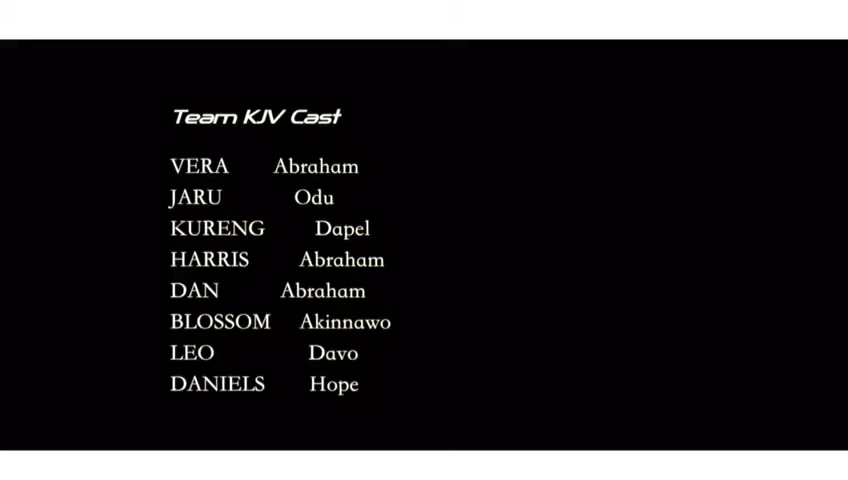 Team KJV Cast
VERA Abraham
JARU Odu
KURENG Dapel
HARRIS Abraham
DAN Abraham
BLOSSOM Akinnawo
LEO Davo
DANIELS Hope